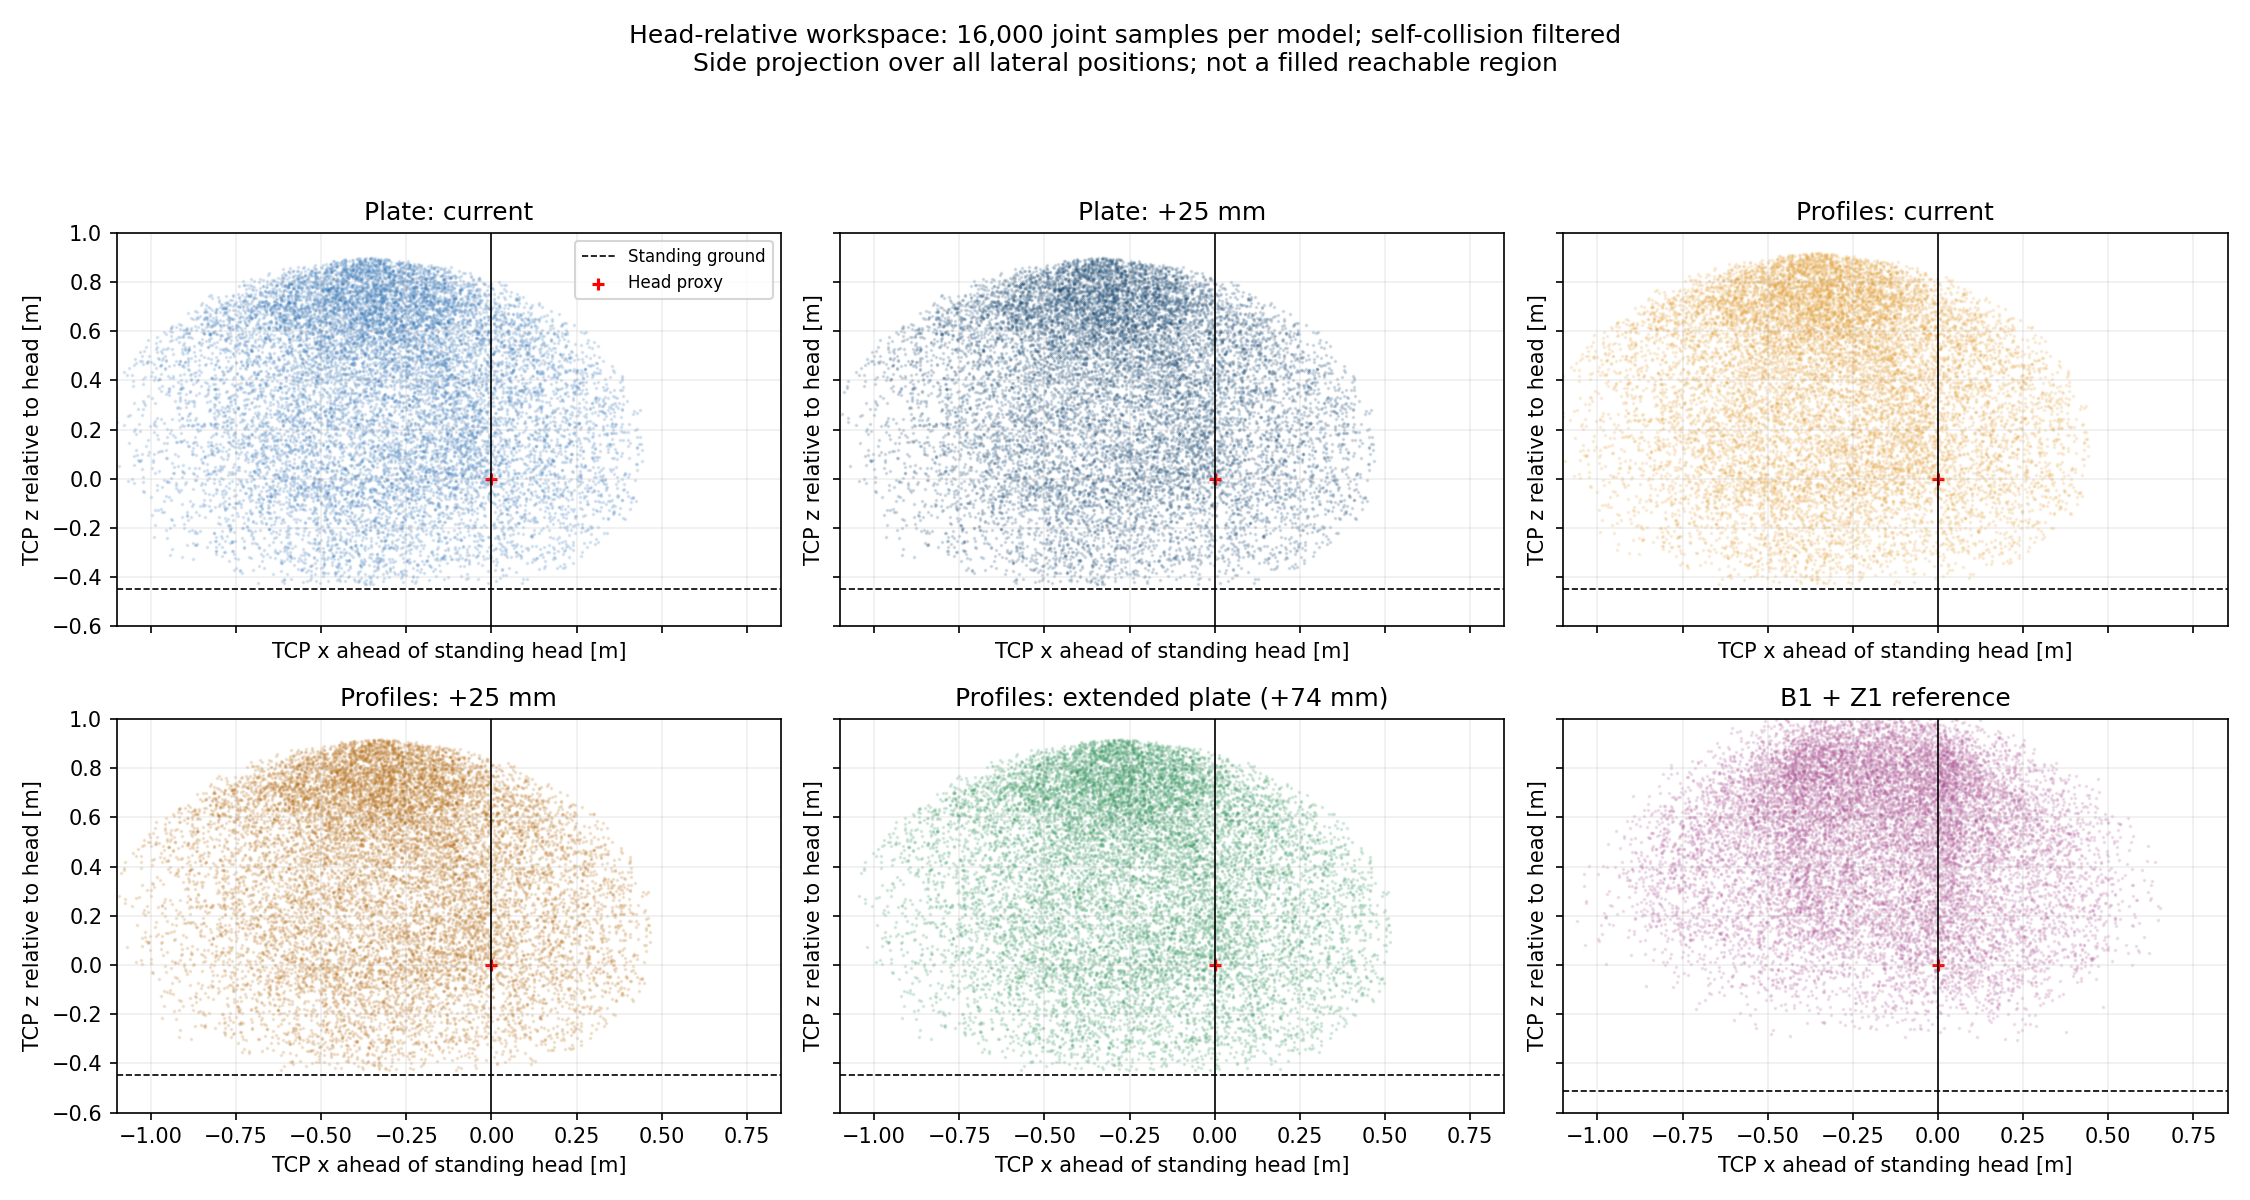 Head-relative workspace: 16,000 joint samples per model; self-collision filtered
Side projection over all lateral positions; not a filled reachable region
Plate: current
Plate: +25 mm
Profiles: current
TCP z relative to head [m]
1.0
0.8
0.6
0.4
0.2
0.0
−0.2
−0.4
−0.6
Standing ground
Head proxy
TCP x ahead of standing head [m]
TCP z relative to head [m]
TCP x ahead of standing head [m]
TCP z relative to head [m]
TCP x ahead of standing head [m]
Profiles: +25 mm
Profiles: extended plate (+74 mm)
B1 + Z1 reference
TCP z relative to head [m]
1.0
0.8
0.6
0.4
0.2
0.0
−0.2
−0.4
−0.6
−1.00 −0.75 −0.50 −0.25 0.00 0.25 0.50 0.75
TCP x ahead of standing head [m]
TCP z relative to head [m]
−1.00 −0.75 −0.50 −0.25 0.00 0.25 0.50 0.75
TCP x ahead of standing head [m]
TCP z relative to head [m]
−1.00 −0.75 −0.50 −0.25 0.00 0.25 0.50 0.75
TCP x ahead of standing head [m]